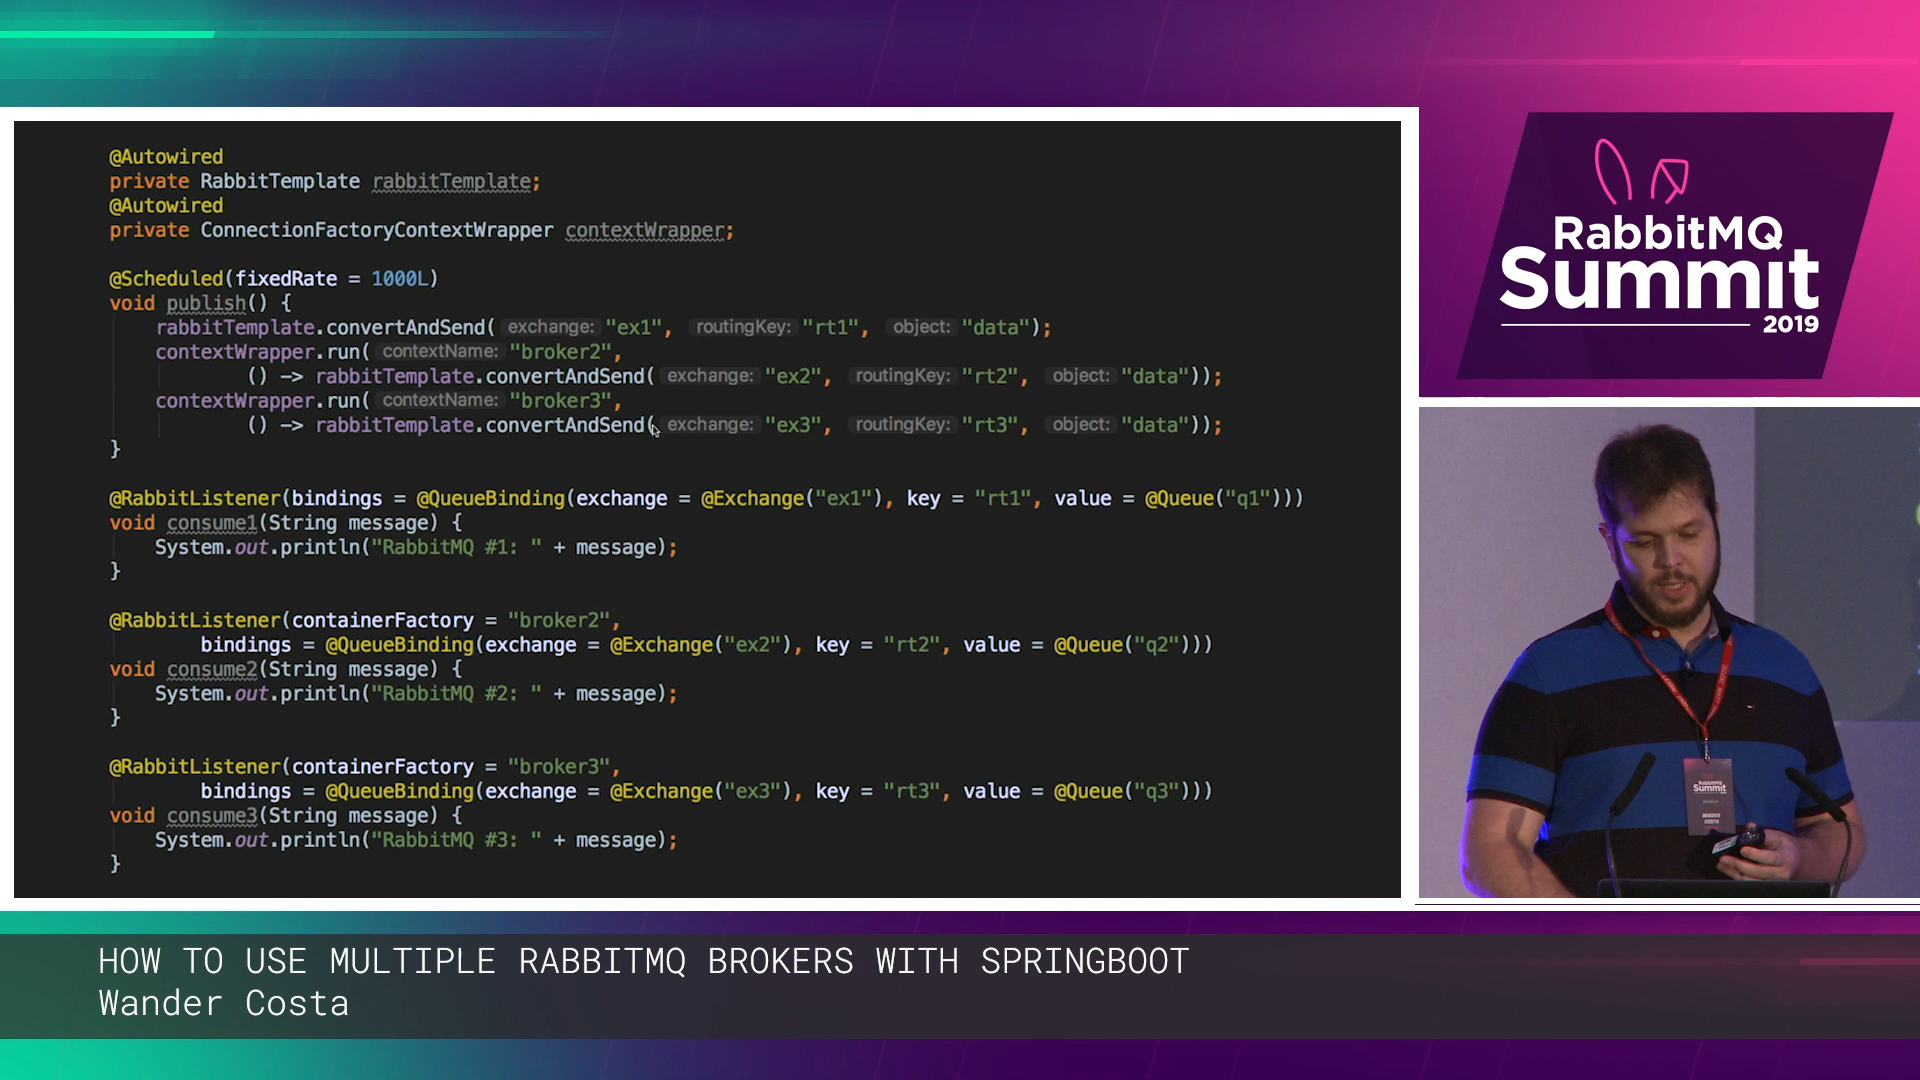 @Autowired
private RabbitTemplate rabbitTemplate;
@Autowired
private ConnectionFactoryContextWrapper contextWrapper;
@Scheduled(fixedRate = 1000L)
void publish() {
rabbitTemplate.convertAndSend( exchange: "ex1", routingKey: "rt1", object: "data");
contextWrapper.run( contextName: "broker2",
() -> rabbitTemplate.convertAndSend( exchange: "ex2", routingKey: "rt2", object: "data"));
contextWrapper.run( contextName: "broker3",
() -> rabbitTemplate.convertAndSend( exchange: "ex3", routingKey: "rt3", object: "data"));
}
@RabbitListener(bindings = @QueueBinding(exchange = @Exchange("ex1"), key = "rt1", value = @Queue("q1")))
void consume1(String message) {
System.out.println("RabbitMQ #1: " + message);
}
@RabbitListener(containerFactory = "broker2",
bindings = @QueueBinding(exchange = @Exchange("ex2"), key = "rt2", value = @Queue("q2")))
void consume2(String message) {
System.out.println("RabbitMQ #2: " + message);
}
@RabbitListener(containerFactory = "broker3",
bindings = @QueueBinding(exchange = @Exchange("ex3"), key = "rt3", value = @Queue("q3")))
void consume3(String message) {
System.out.println("RabbitMQ #3: " + message);
}
RabbitMQ
Summit
2019
RabbitMQ
Summit
WANDER
COSTA
HOW TO USE MULTIPLE RABBITMQ BROKERS WITH SPRINGBOOT
Wander Costa